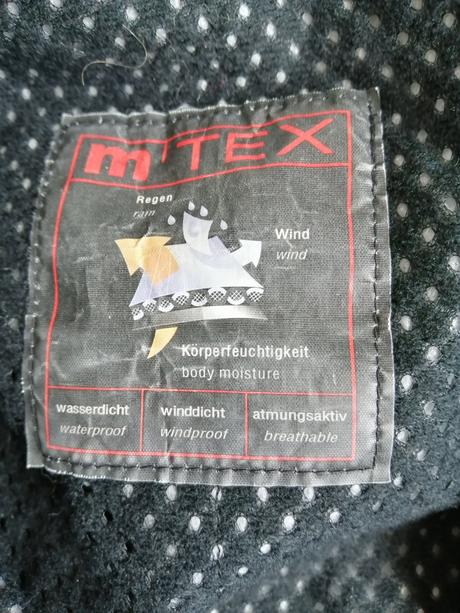 m'TEX
Regen
rain
Wind
wind
Körperfeuchtigkeit
body moisture
wasserdicht
waterproof
winddicht
windproof
atmungsaktiv
breathable